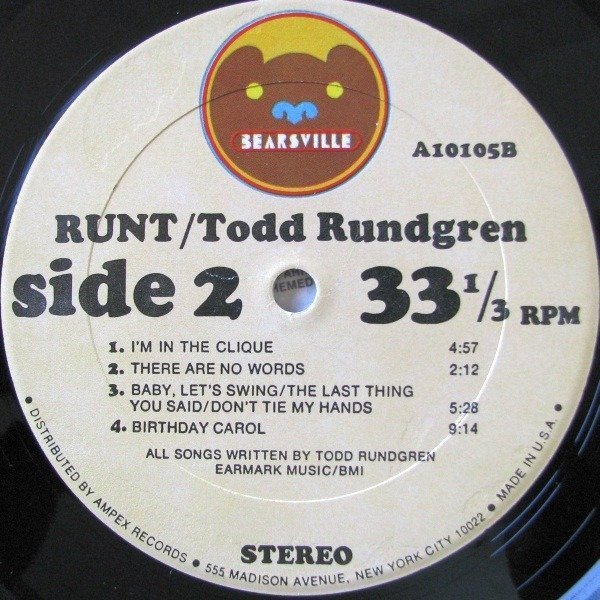 BEARSVILLE
A10105B
RUNT/Todd Rundgren
side 2
33 1/3 RPM
1. I'M IN THE CLIQUE 4:57
2. THERE ARE NO WORDS 2:12
3. BABY, LET'S SWING/THE LAST THING
YOU SAID/DON'T TIE MY HANDS 5:28
4. BIRTHDAY CAROL 9:14
ALL SONGS WRITTEN BY TODD RUNDGREN
EARMARK MUSIC/BMI
STEREO
• DISTRIBUTED BY AMPEX RECORDS • 555 MADISON AVENUE, NEW YORK CITY 10022 • MADE IN U.S.A. •